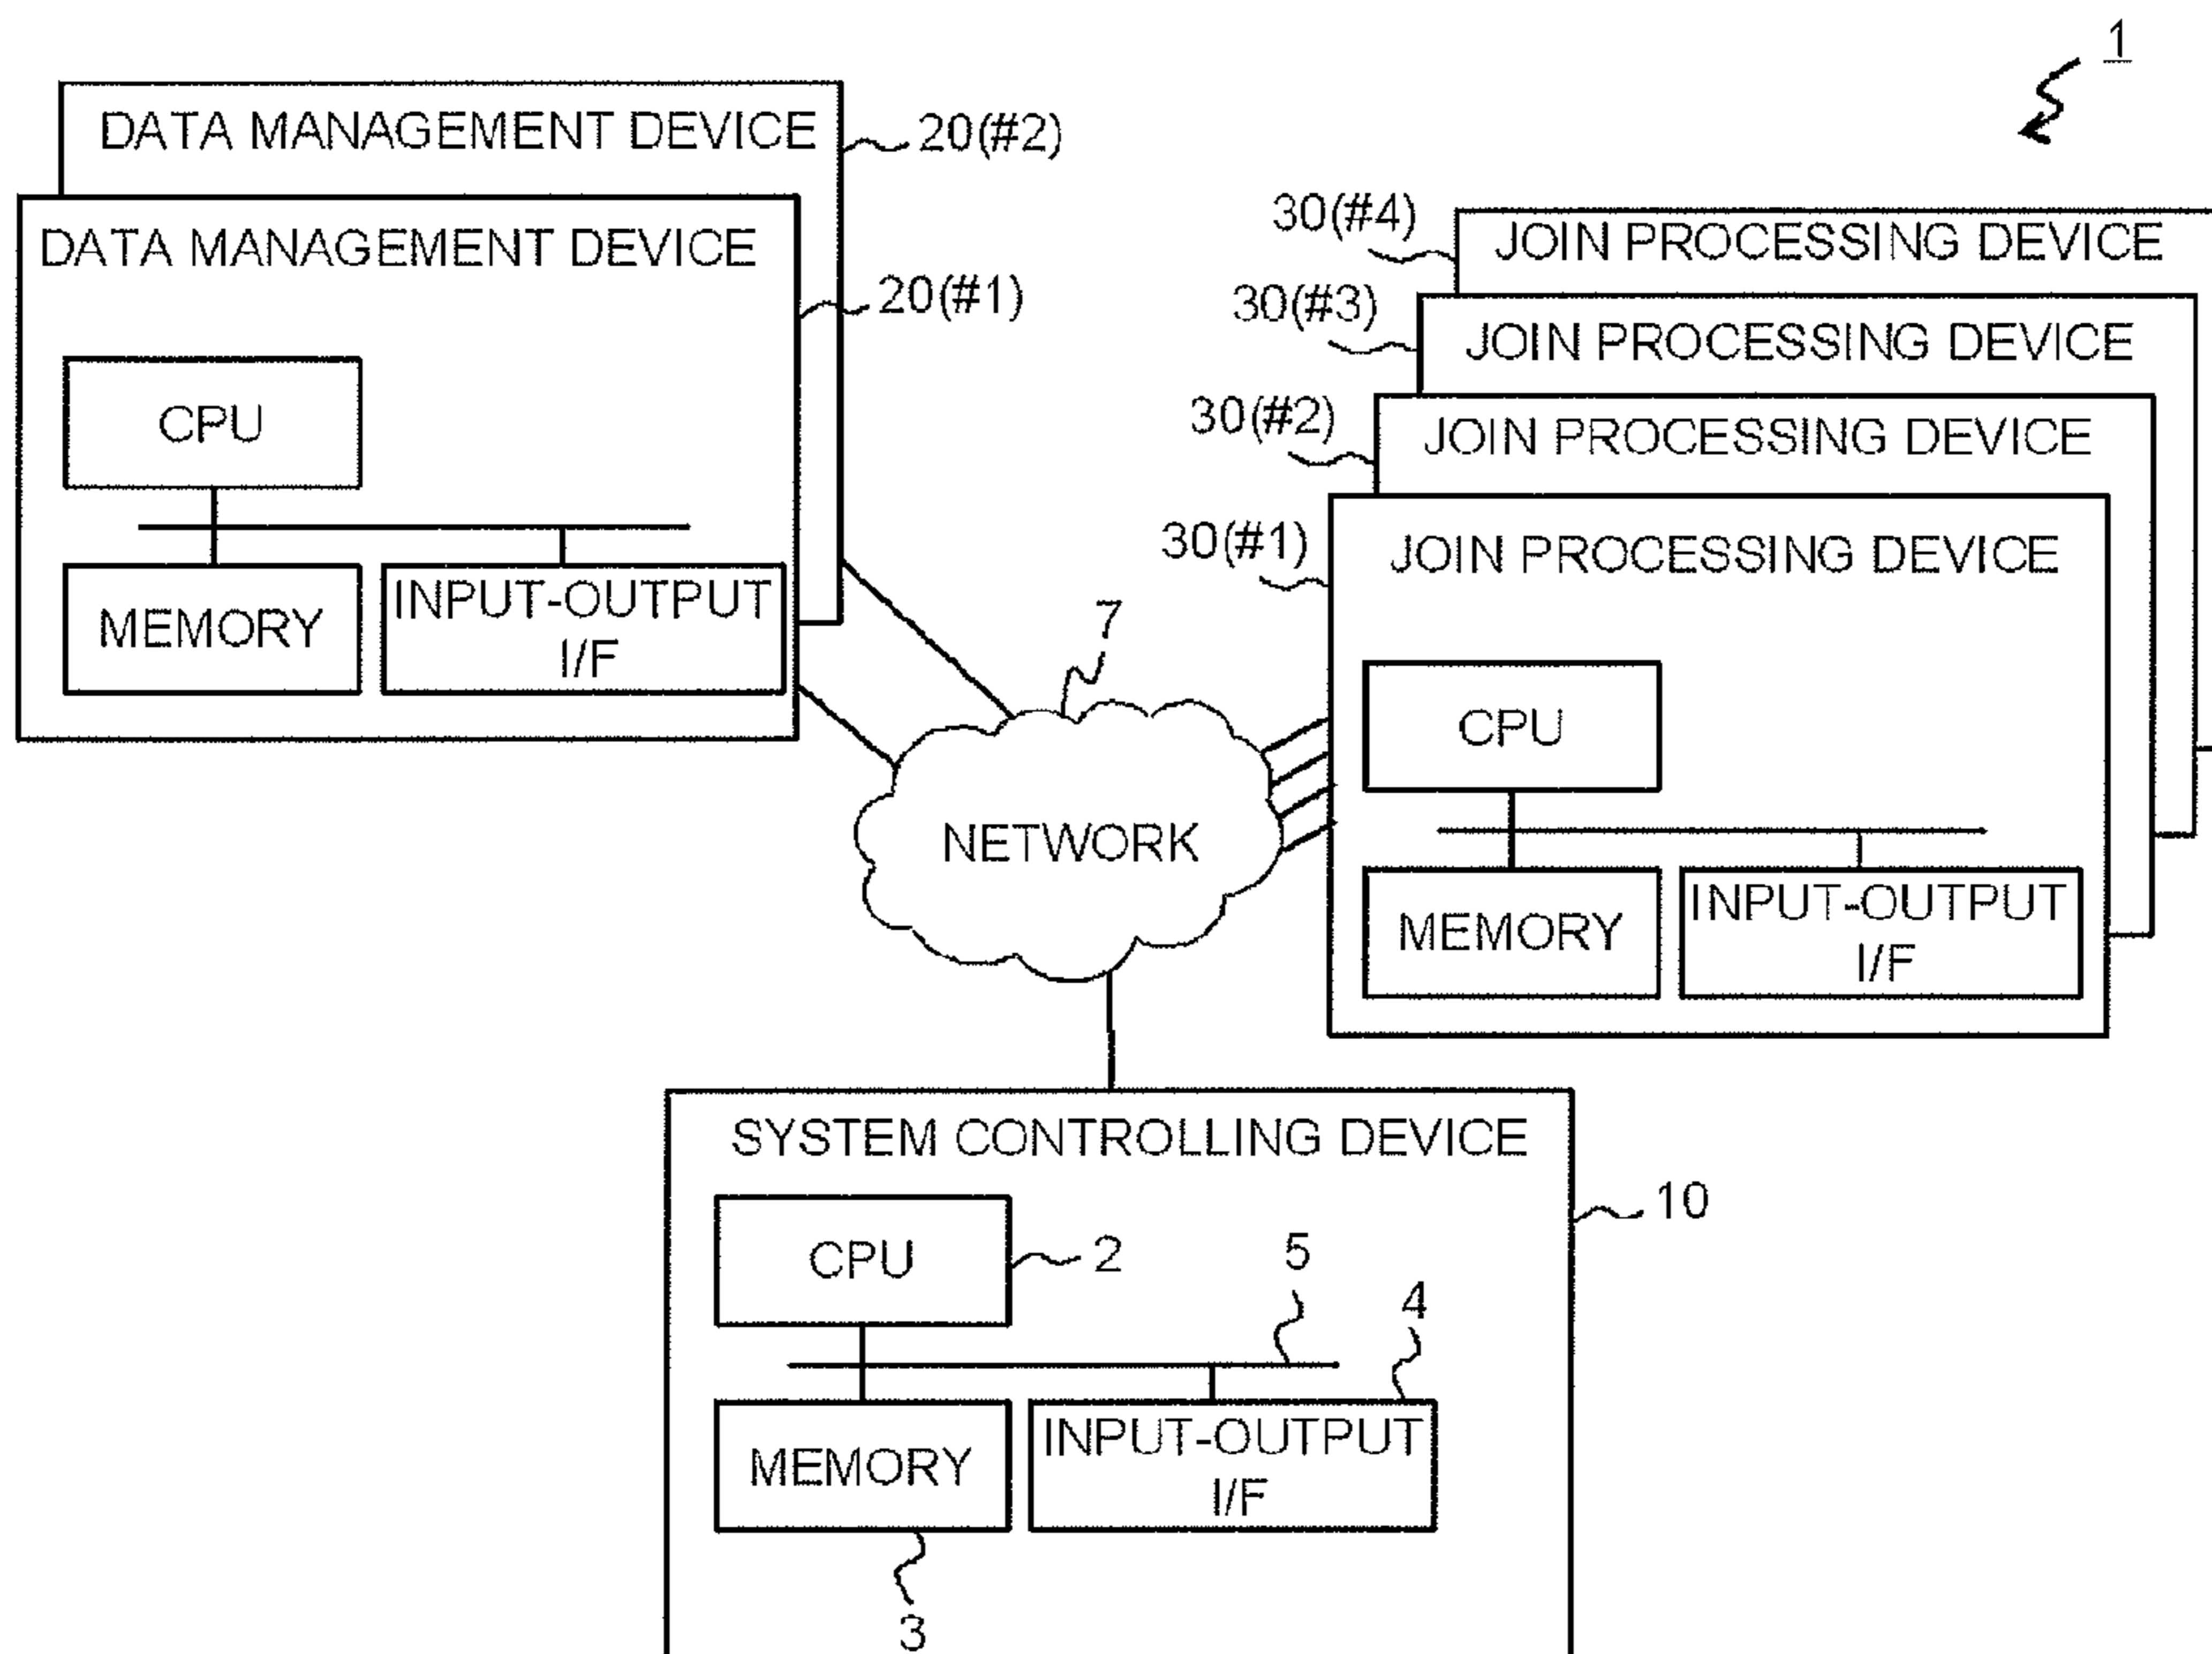 1
DATA MANAGEMENT DEVICE
20(#2)
DATA MANAGEMENT DEVICE
20(#1)
CPU
MEMORY
INPUT-OUTPUT
I/F
30(#4)
JOIN PROCESSING DEVICE
30(#3)
JOIN PROCESSING DEVICE
30(#2)
JOIN PROCESSING DEVICE
30(#1)
JOIN PROCESSING DEVICE
CPU
MEMORY
INPUT-OUTPUT
I/F
7
NETWORK
SYSTEM CONTROLLING DEVICE
10
CPU
2
5
4
MEMORY
INPUT-OUTPUT
I/F
3